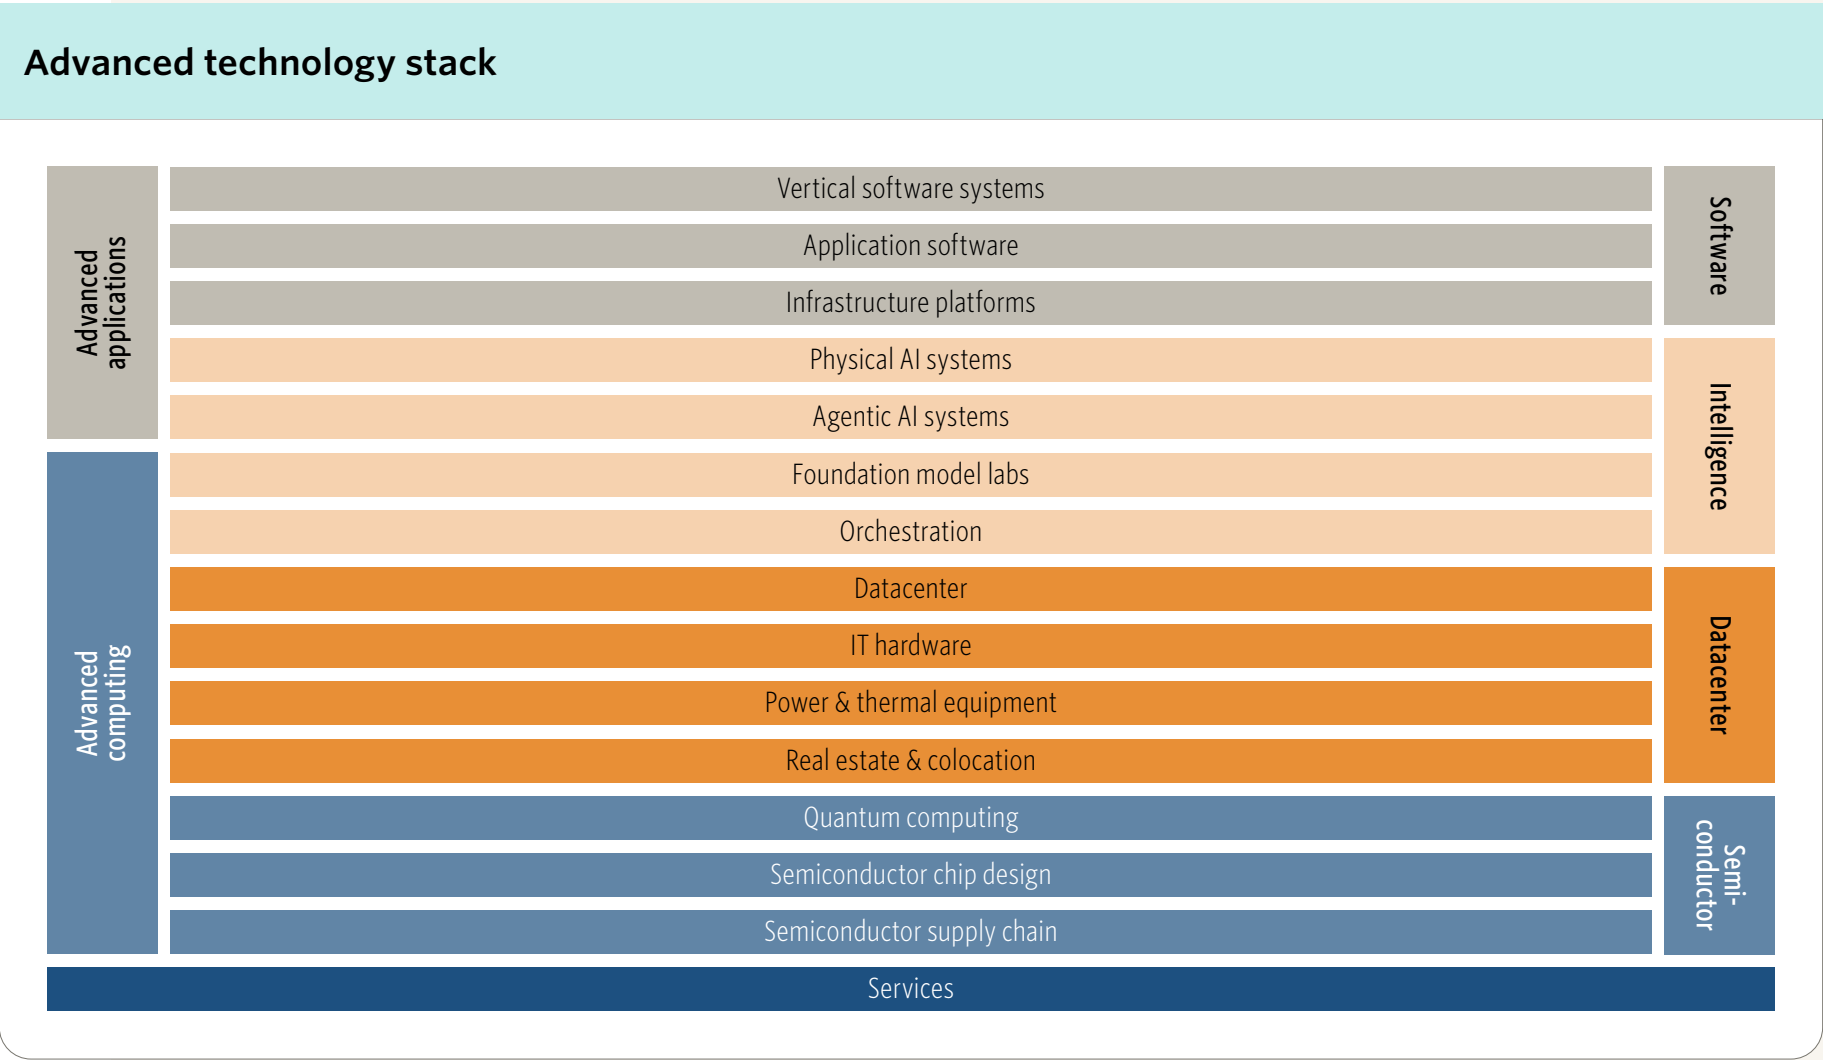 Advanced technology stack
Advanced
applications
Vertical software systems
Application software
Infrastructure platforms
Physical AI systems
Agentic AI systems
Software
Advanced
computing
Foundation model labs
Orchestration
Intelligence
Datacenter
IT hardware
Power & thermal equipment
Real estate & colocation
Datacenter
Quantum computing
Semiconductor chip design
Semiconductor supply chain
Semi-
conductor
Services